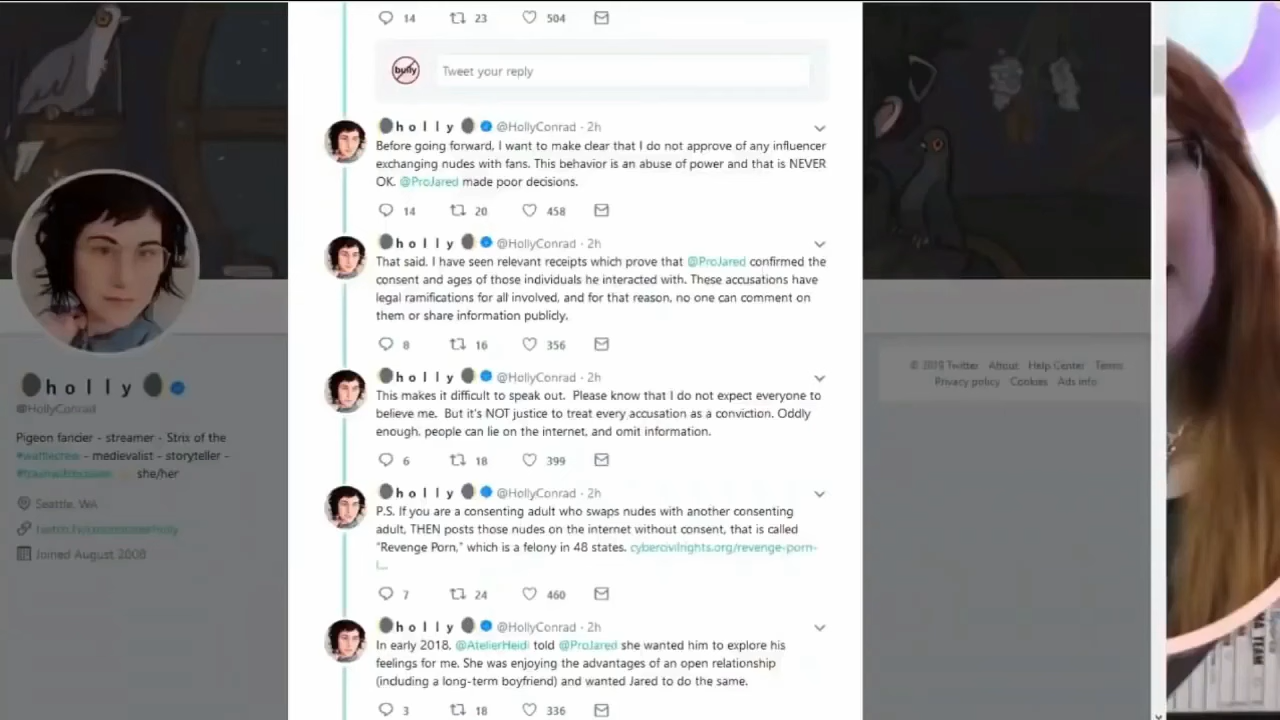 14 23 504
bully Tweet your reply
holly @HollyConrad · 2h
Before going forward, I want to make clear that I do not approve of any influencer
exchanging nudes with fans. This behavior is an abuse of power and that is NEVER
OK. @ProJared made poor decisions.
14 20 458
holly @HollyConrad · 2h
That said, I have seen relevant receipts which prove that @ProJared confirmed the
consent and ages of those individuals he interacted with. These accusations have
legal ramifications for all involved, and for that reason, no one can comment on
them or share information publicly.
8 16 356
holly @HollyConrad · 2h
This makes it difficult to speak out. Please know that I do not expect everyone to
believe me. But it's NOT justice to treat every accusation as a conviction. Oddly
enough, people can lie on the internet, and omit information.
6 18 399
holly @HollyConrad · 2h
P.S. If you are a consenting adult who swaps nudes with another consenting
adult, THEN posts those nudes on the internet without consent, that is called
"Revenge Porn," which is a felony in 48 states. cybercivilrights.org/revenge-porn-
l...
7 24 460
holly @HollyConrad · 2h
In early 2018, @AtelierHeidi told @ProJared she wanted him to explore his
feelings for me. She was enjoying the advantages of an open relationship
(including a long-term boyfriend) and wanted Jared to do the same.
3 18 336
holly
@HollyConrad
Pigeon fancier - streamer - Strix of the
- medievalist - storyteller -
she/her
Seattle, WA
Joined August 2008
© 2019 Twitter About Help Center Terms
Privacy policy Cookies Ads info
TEAM